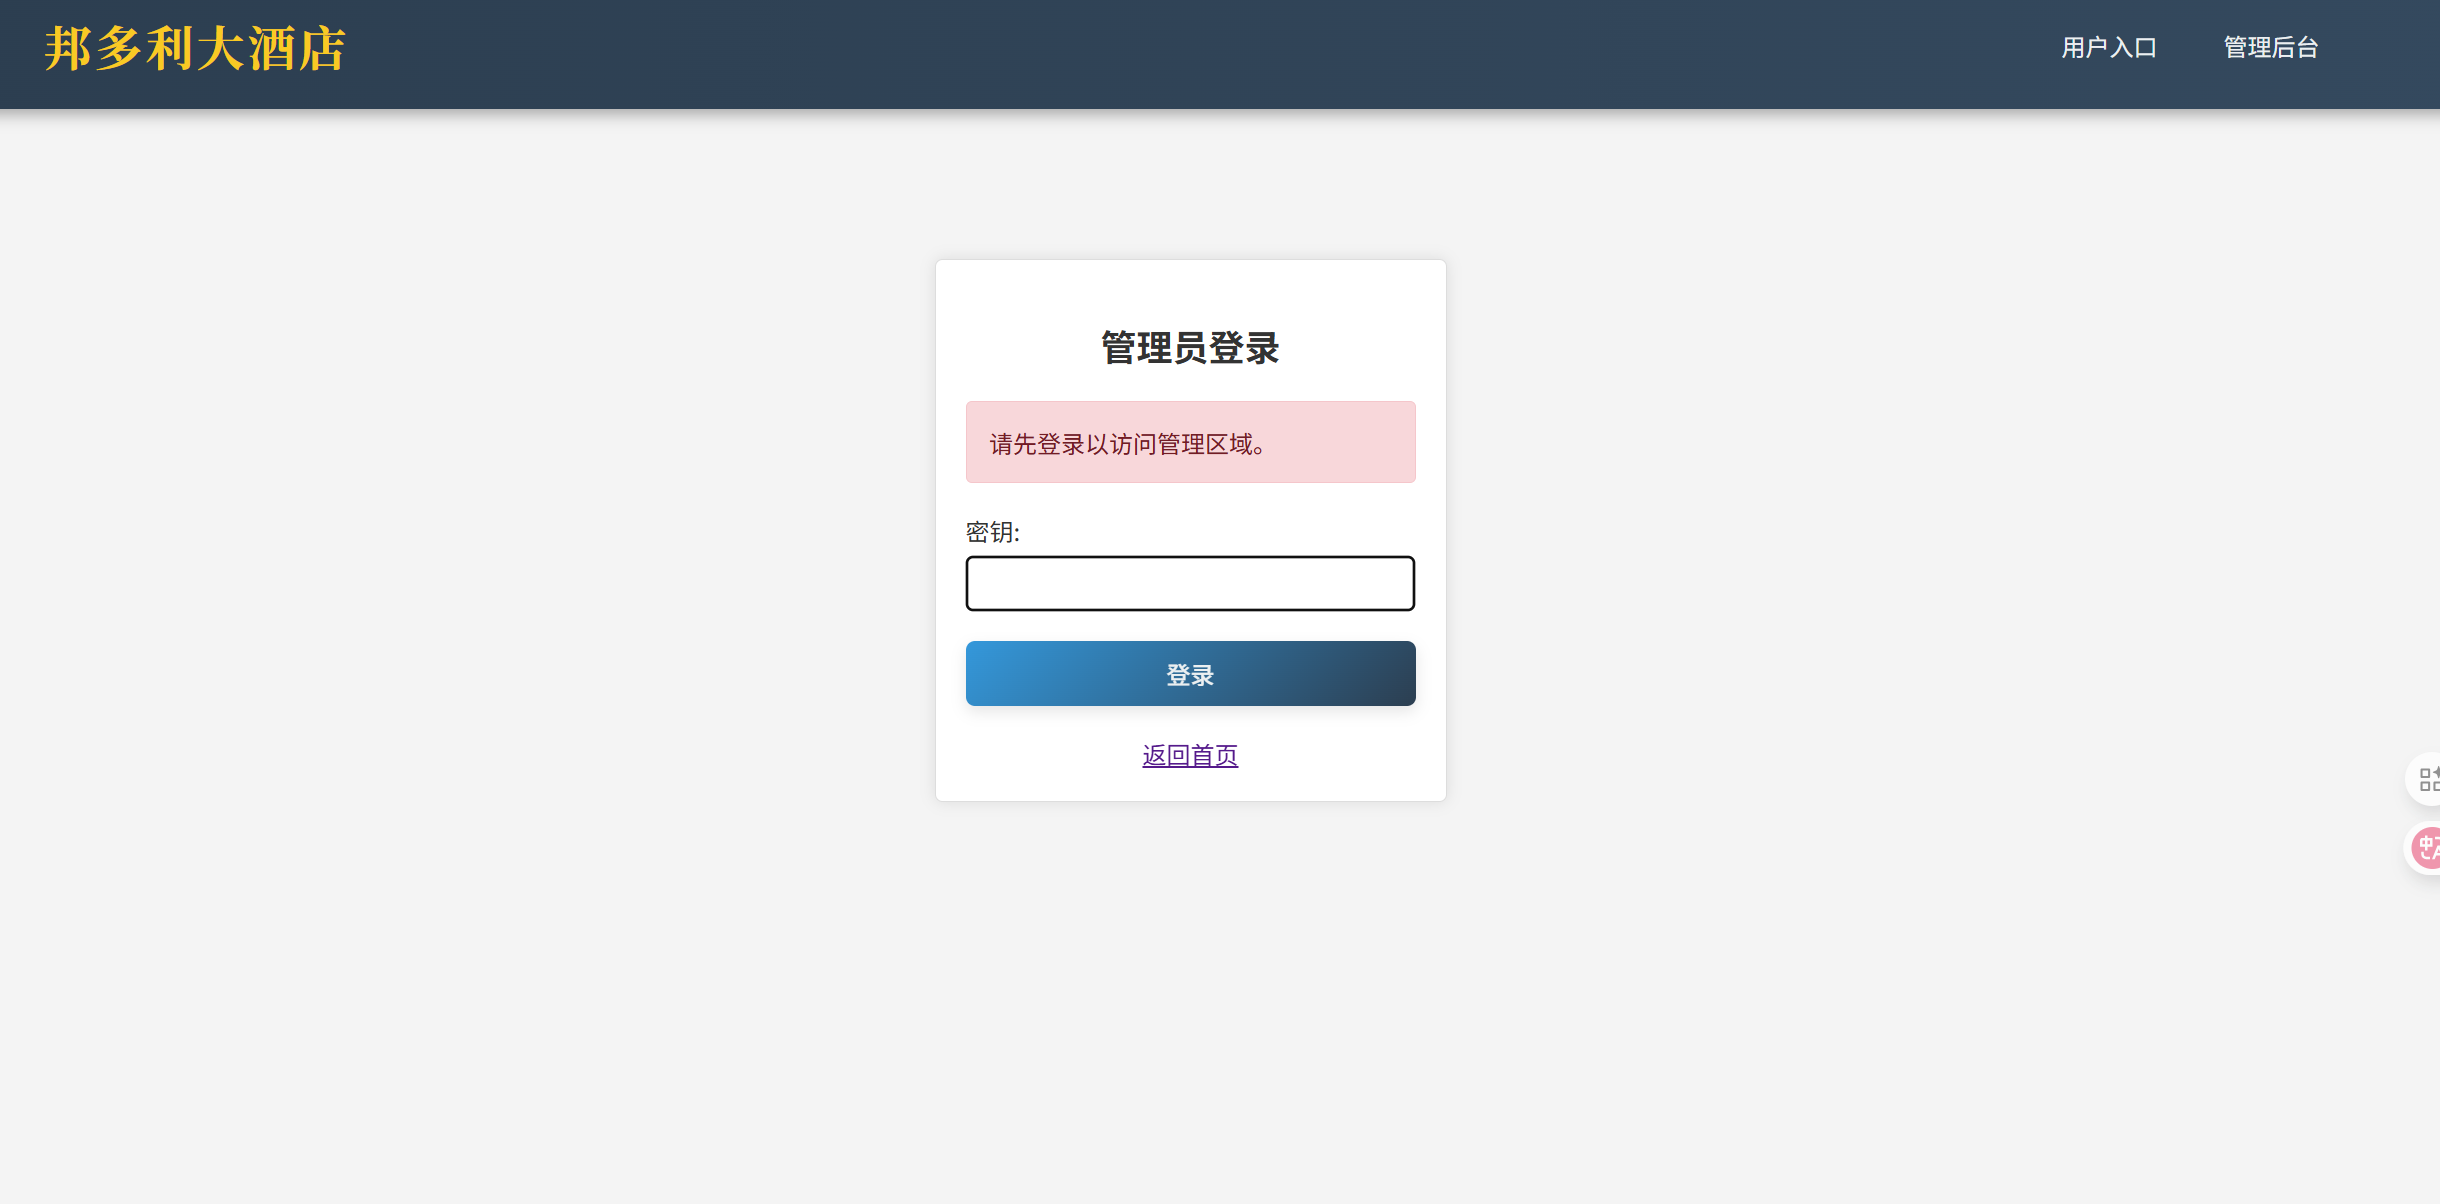 邦多利大酒店
用户入口 管理后台
管理员登录
请先登录以访问管理区域。
密钥:
登录
返回首页
中